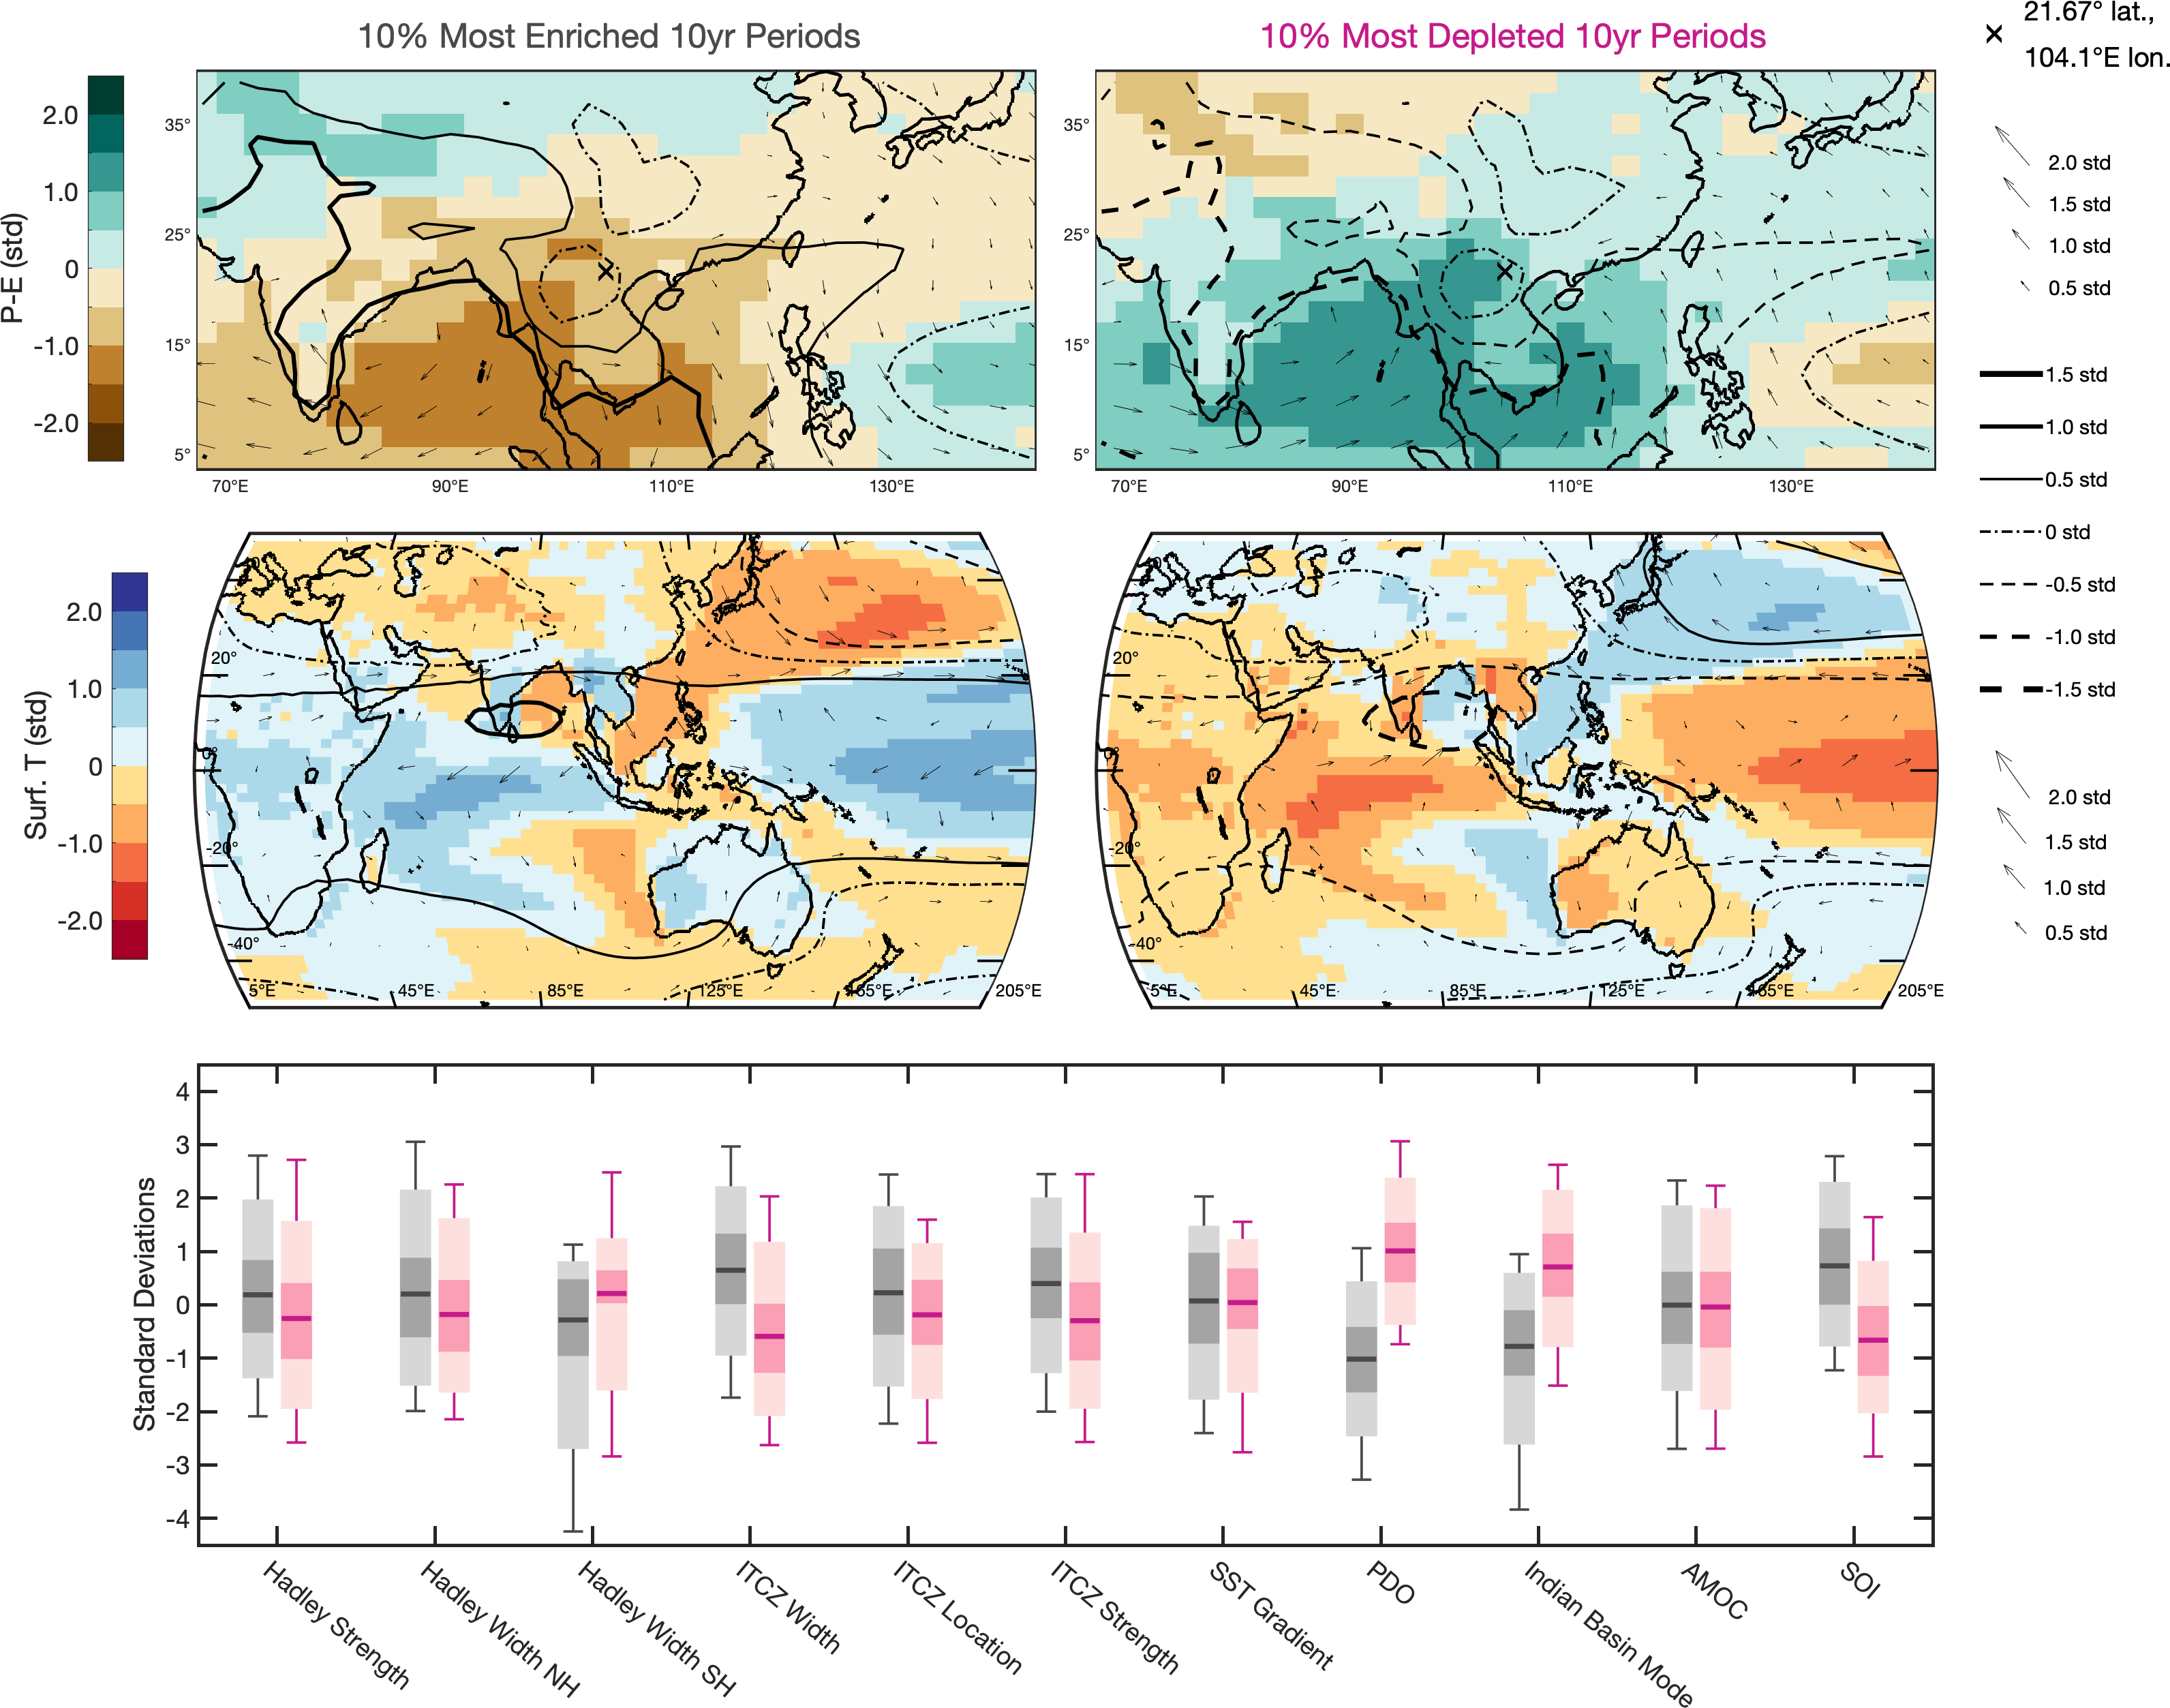 10% Most Enriched 10yr Periods
10% Most Depleted 10yr Periods
21.67° lat.,
104.1°E lon.
P-E (std)
2.0
1.0
0
-1.0
-2.0
35°
25°
15°
5°
70°E
90°E
110°E
130°E
35°
25°
15°
5°
70°E
90°E
110°E
130°E
2.0 std
1.5 std
1.0 std
0.5 std
1.5 std
1.0 std
0.5 std
0 std
-0.5 std
-1.0 std
-1.5 std
Surf. T (std)
2.0
1.0
0
-1.0
-2.0
20°
0°
-20°
-40°
5°E
45°E
85°E
125°E
165°E
205°E
20°
0°
-20°
-40°
5°E
45°E
85°E
125°E
165°E
205°E
2.0 std
1.5 std
1.0 std
0.5 std
Standard Deviations
4
3
2
1
0
-1
-2
-3
-4
Hadley Strength
Hadley Width NH
Hadley Width SH
ITCZ Width
ITCZ Location
ITCZ Strength
SST Gradient
PDO
Indian Basin Mode
AMOC
SOI